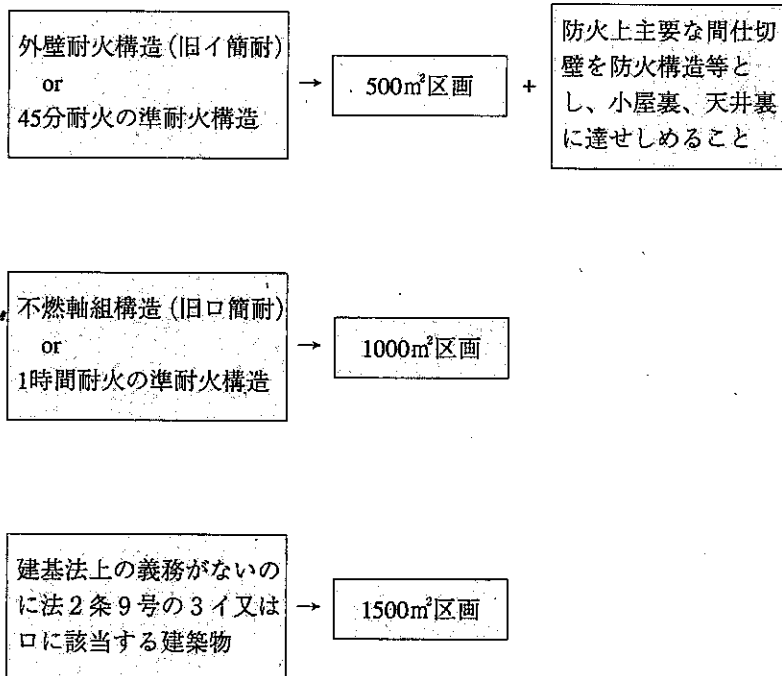 外壁耐火構造(旧イ簡耐)
or
45分耐火の準耐火構造
→
500㎡区画
+
防火上主要な間仕切
壁を防火構造等と
し、小屋裏、天井裏
に達せしめること
不燃軸組構造(旧ロ簡耐)
or
1時間耐火の準耐火構造
→
1000㎡区画
建基法上の義務がないの
に法2条9号の3イ又は
ロに該当する建築物
→
1500㎡区画